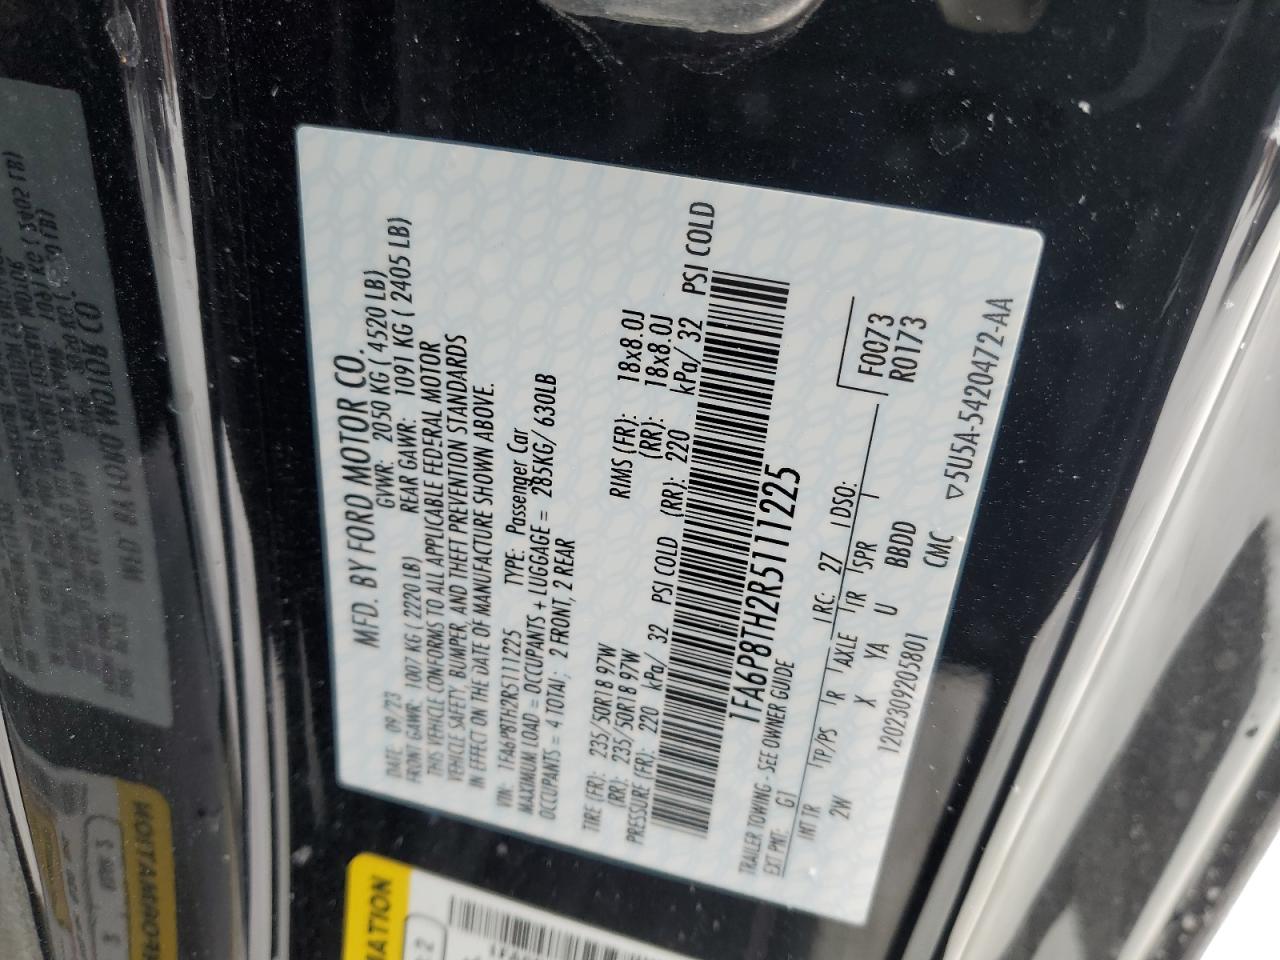 MFD. BY FORD MOTOR CO.
DATE: 09/23 GVWR: 2050 KG ( 4520 LB)
FRONT GAWR: 1007 KG ( 2220 LB) REAR GAWR: 1091 KG ( 2405 LB)
THIS VEHICLE CONFORMS TO ALL APPLICABLE FEDERAL MOTOR
VEHICLE SAFETY, BUMPER, AND THEFT PREVENTION STANDARDS
IN EFFECT ON THE DATE OF MANUFACTURE SHOWN ABOVE.
VIN: 1FA6P8TH2R5111225 TYPE: Passenger Car
MAXIMUM LOAD = OCCUPANTS + LUGGAGE = 285KG/ 630LB
OCCUPANTS = 4 TOTAL; 2 FRONT, 2 REAR
TIRE (FR): 235/50R18 97W RIMS (FR): 18x8.0J
(RR): 235/50R18 97W (RR): 18x8.0J
PRESSURE (FR): 220 kPa/ 32 PSI COLD (RR): 220 kPa/ 32 PSI COLD
1FA6P8TH2R5111225
TRAILER TOWING - SEE OWNER GUIDE
EXT PNT: G1 RC: 27 DSO:
INT TR TP/PS R AXLE TR SPR
2W X YA U BBDD
F0073
R0173
1202309205801 CMC
▽5U5A-5420472-AA
MATION